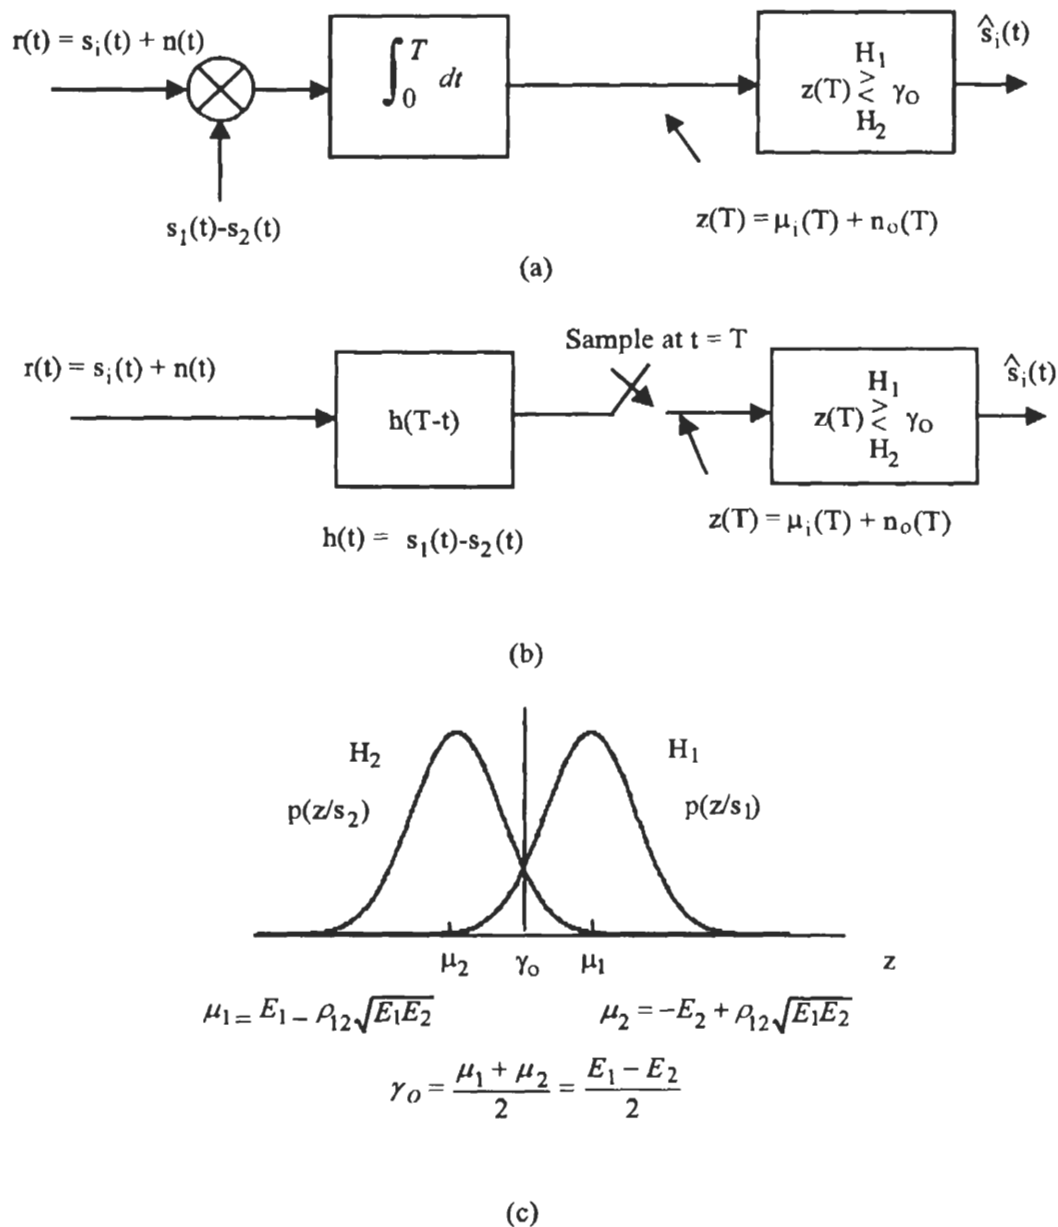 r(t) = s_i(t) + n(t)
∫_0^T dt
H_1
z(T) ≷ γ_o
H_2
ŝ_i(t)
s_1(t)-s_2(t)
z(T) = μ_i(T) + n_o(T)
(a)
Sample at t = T
r(t) = s_i(t) + n(t)
h(T-t)
H_1
z(T) ≷ γ_o
H_2
ŝ_i(t)
h(t) = s_1(t)-s_2(t)
z(T) = μ_i(T) + n_o(T)
(b)
H_2
H_1
p(z/s_2)
p(z/s_1)
μ_2 γ_o μ_1 z
μ_1 = E_1 - ρ_12 √(E_1E_2)
μ_2 = -E_2 + ρ_12 √(E_1E_2)
γ_o = (μ_1 + μ_2)/2 = (E_1 - E_2)/2
(c)